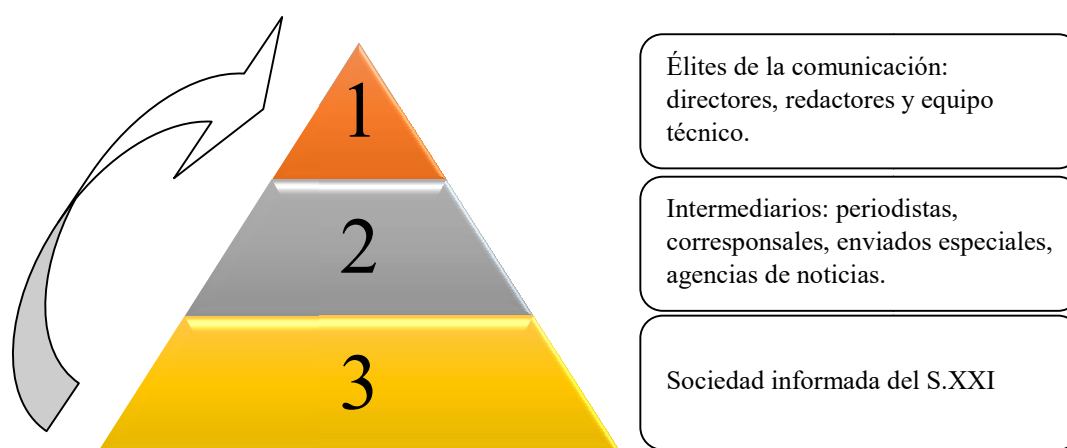 1
Élites de la comunicación:
directores, redactores y equipo
técnico.
2
Intermediarios: periodistas,
corresponsales, enviados especiales,
agencias de noticias.
3
Sociedad informada del S.XXI